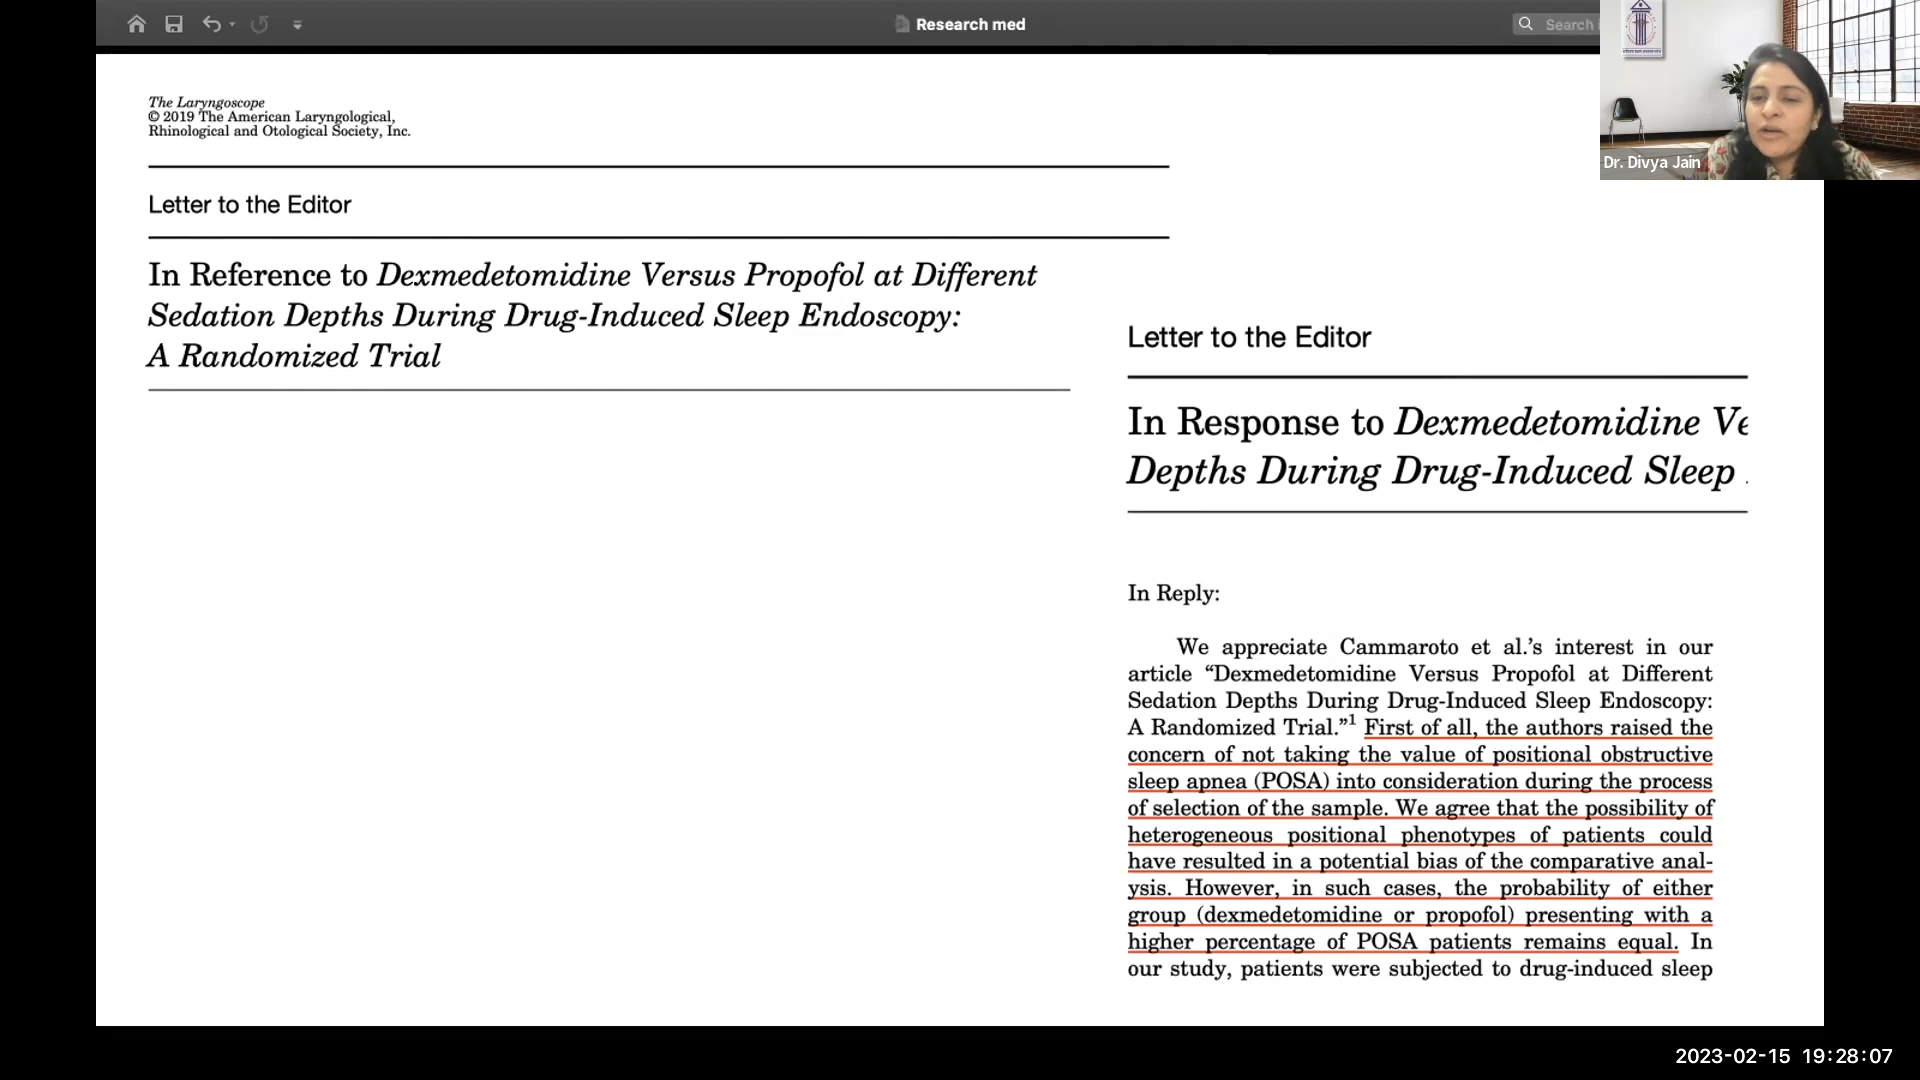 Research med
Search
The Laryngoscope
© 2019 The American Laryngological,
Rhinological and Otological Society, Inc.
Letter to the Editor
In Reference to Dexmedetomidine Versus Propofol at Different
Sedation Depths During Drug-Induced Sleep Endoscopy:
A Randomized Trial
Letter to the Editor
In Response to Dexmedetomidine Ve
Depths During Drug-Induced Sleep
In Reply:
We appreciate Cammaroto et al.’s interest in our
article “Dexmedetomidine Versus Propofol at Different
Sedation Depths During Drug-Induced Sleep Endoscopy:
A Randomized Trial.”1 First of all, the authors raised the
concern of not taking the value of positional obstructive
sleep apnea (POSA) into consideration during the process
of selection of the sample. We agree that the possibility of
heterogeneous positional phenotypes of patients could
have resulted in a potential bias of the comparative anal-
ysis. However, in such cases, the probability of either
group (dexmedetomidine or propofol) presenting with a
higher percentage of POSA patients remains equal. In
our study, patients were subjected to drug-induced sleep
Dr. Divya Jain
2023-02-15 19:28:07